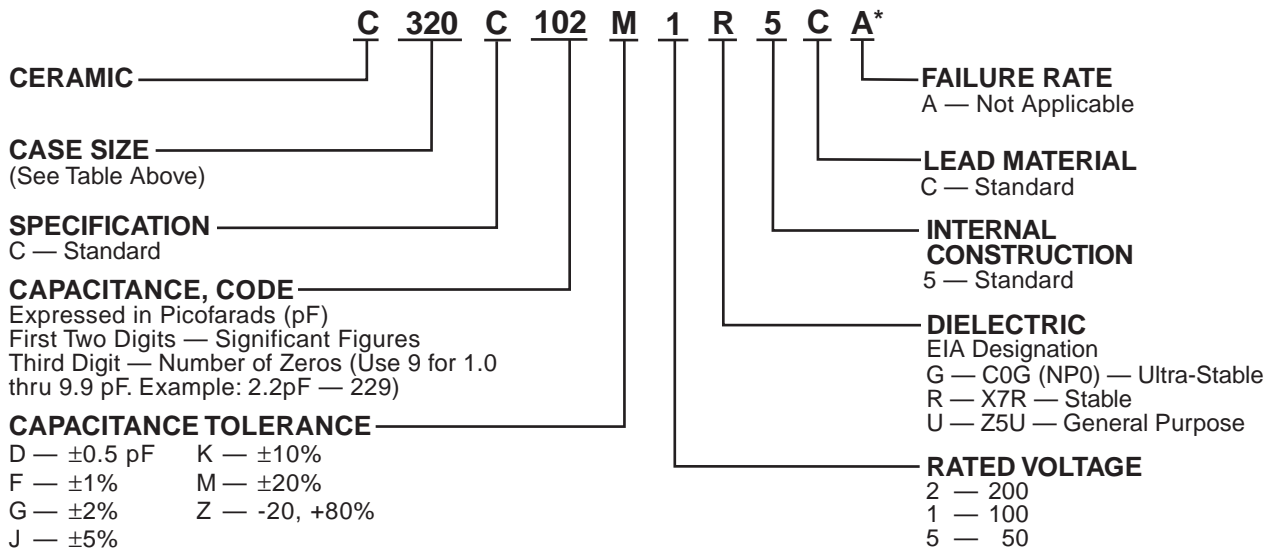 C 320 C 102 M 1 R 5 C A*
CERAMIC
CASE SIZE
(See Table Above)
SPECIFICATION
C — Standard
CAPACITANCE, CODE
Expressed in Picofarads (pF)
First Two Digits — Significant Figures
Third Digit — Number of Zeros (Use 9 for 1.0
thru 9.9 pF. Example: 2.2pF — 229)
CAPACITANCE TOLERANCE
D — ±0.5 pF K — ±10%
F — ±1% M — ±20%
G — ±2% Z — -20, +80%
J — ±5%
FAILURE RATE
A — Not Applicable
LEAD MATERIAL
C — Standard
INTERNAL
CONSTRUCTION
5 — Standard
DIELECTRIC
EIA Designation
G — C0G (NP0) — Ultra-Stable
R — X7R — Stable
U — Z5U — General Purpose
RATED VOLTAGE
2 — 200
1 — 100
5 — 50